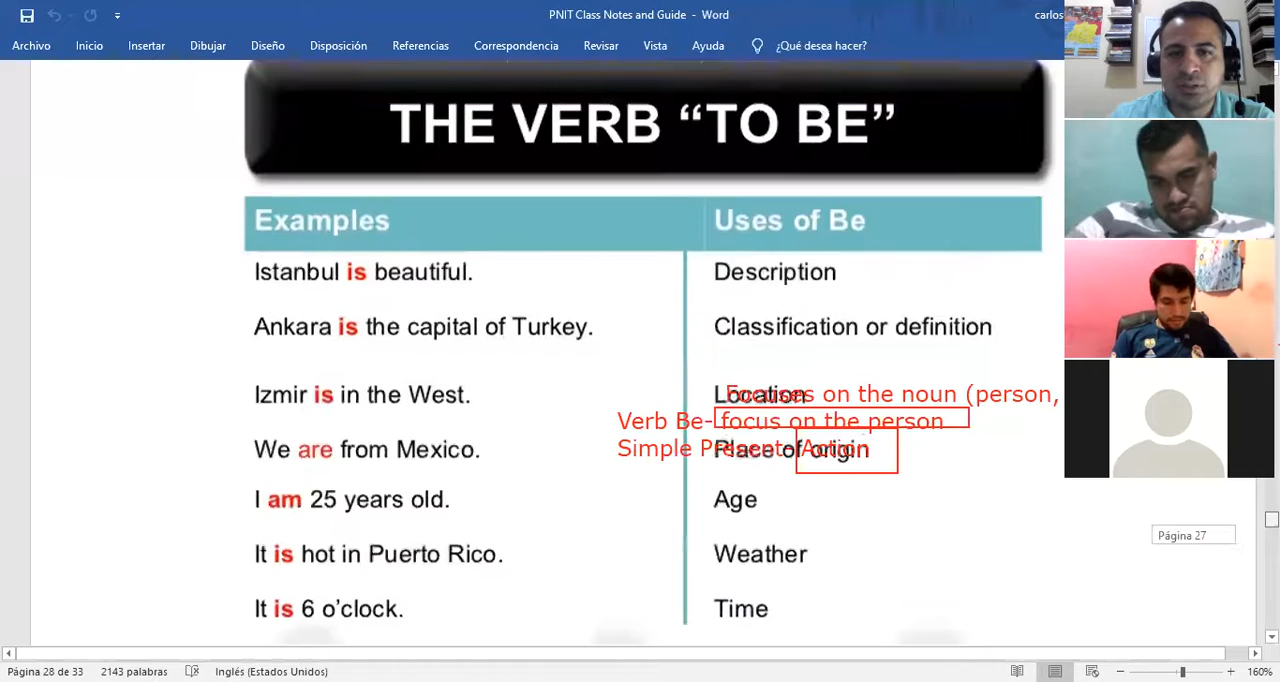 PNIT Class Notes and Guide - Word
carlos
Archivo Inicio Insertar Dibujar Diseño Disposición Referencias Correspondencia Revisar Vista Ayuda ¿Qué desea hacer?
THE VERB “TO BE”
Examples Uses of Be
Istanbul is beautiful. Description
Ankara is the capital of Turkey. Classification or definition
Izmir is in the West. Location
Focuses on the noun (person,
Verb Be- focus on the person
We are from Mexico. Place of origin
Simple Present- Action
I am 25 years old. Age
Página 27
It is hot in Puerto Rico. Weather
It is 6 o’clock. Time
Página 28 de 33 2143 palabras Inglés (Estados Unidos) 160%